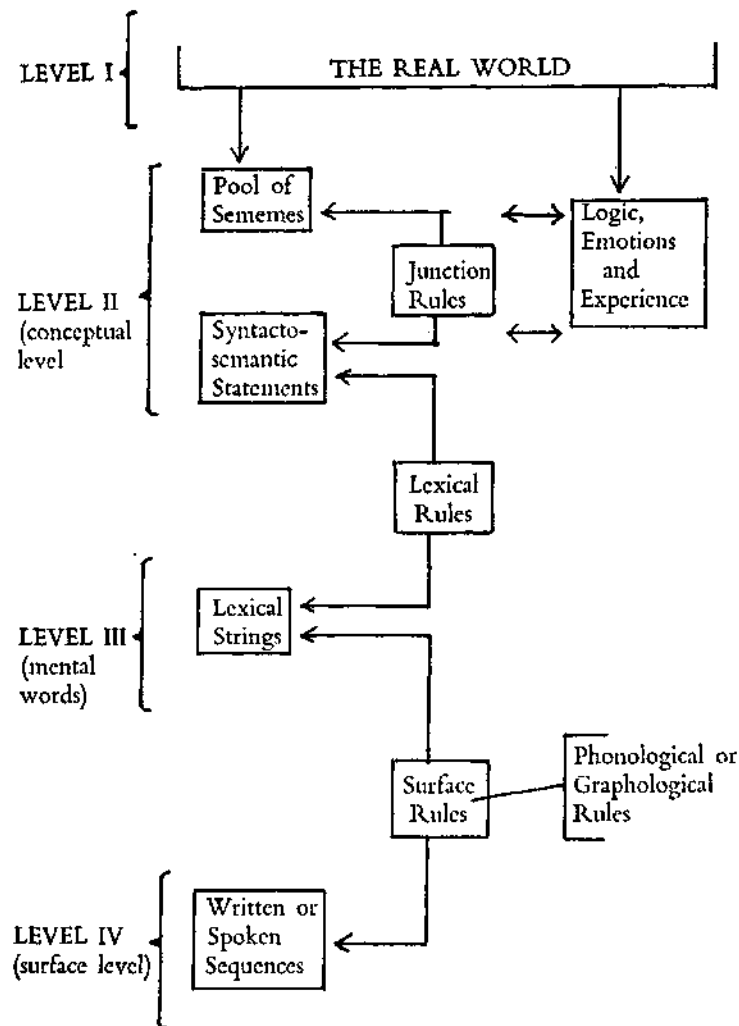 LEVEL I
THE REAL WORLD
Pool of
Sememes
Logic,
Emotions
and
Experience
Junction
Rules
LEVEL II
(conceptual
level
Syntacto-
semantic
Statements
Lexical
Rules
Lexical
Strings
LEVEL III
(mental
words)
Surface
Rules
Phonological or
Graphological
Rules
LEVEL IV
(surface level)
Written or
Spoken
Sequences